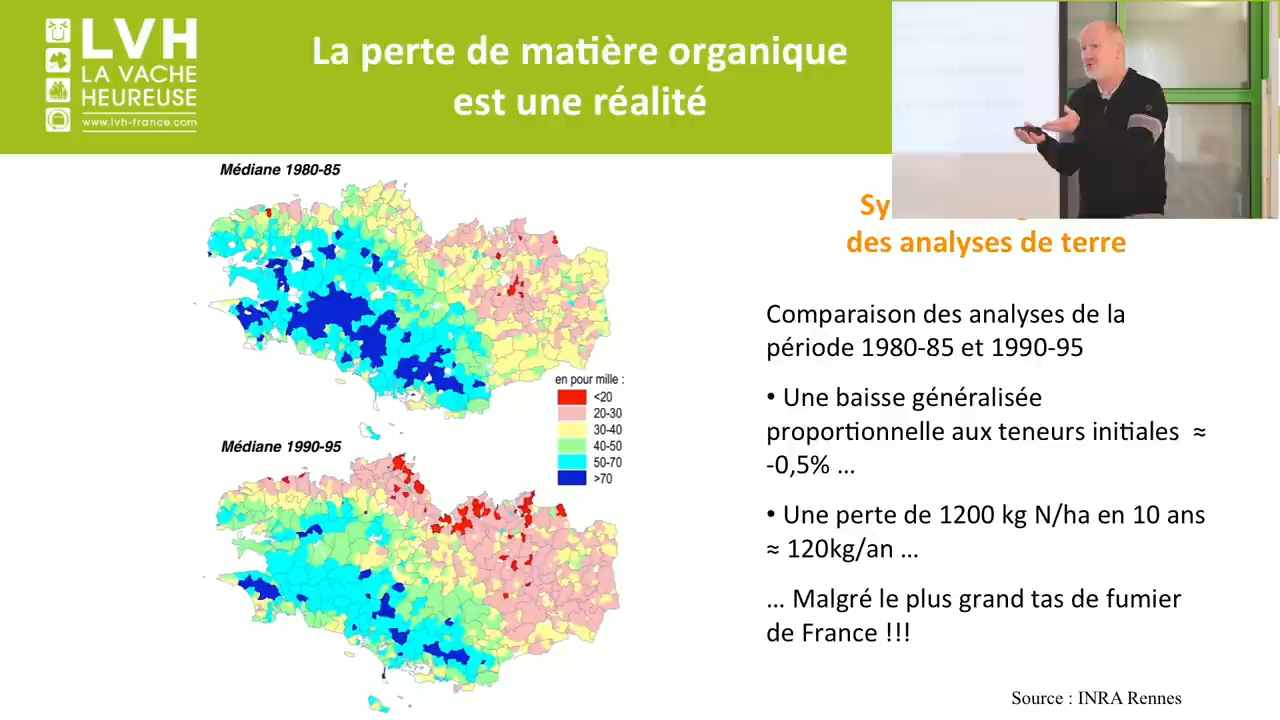 LVH
LA VACHE
HEUREUSE
www.lvh-france.com
La perte de matière organique
est une réalité
Médiane 1980-85
en pour mille :
<20
20-30
30-40
40-50
50-70
>70
Médiane 1990-95
des analyses de terre
Comparaison des analyses de la
période 1980-85 et 1990-95
• Une baisse généralisée
proportionnelle aux teneurs initiales ≈
-0,5% ...
• Une perte de 1200 kg N/ha en 10 ans
≈ 120kg/an ...
... Malgré le plus grand tas de fumier
de France !!!
Source : INRA Rennes